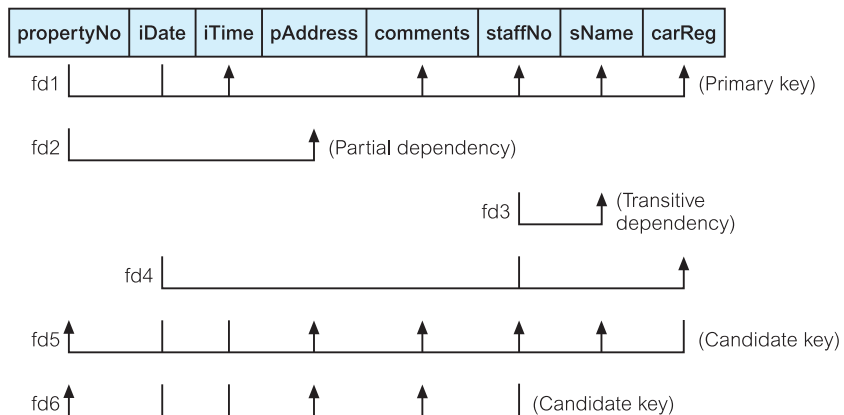 propertyNo iDate iTime pAddress comments staffNo sName carReg
fd1 (Primary key)
fd2 (Partial dependency)
fd3 (Transitive
dependency)
fd4
fd5 (Candidate key)
fd6 (Candidate key)